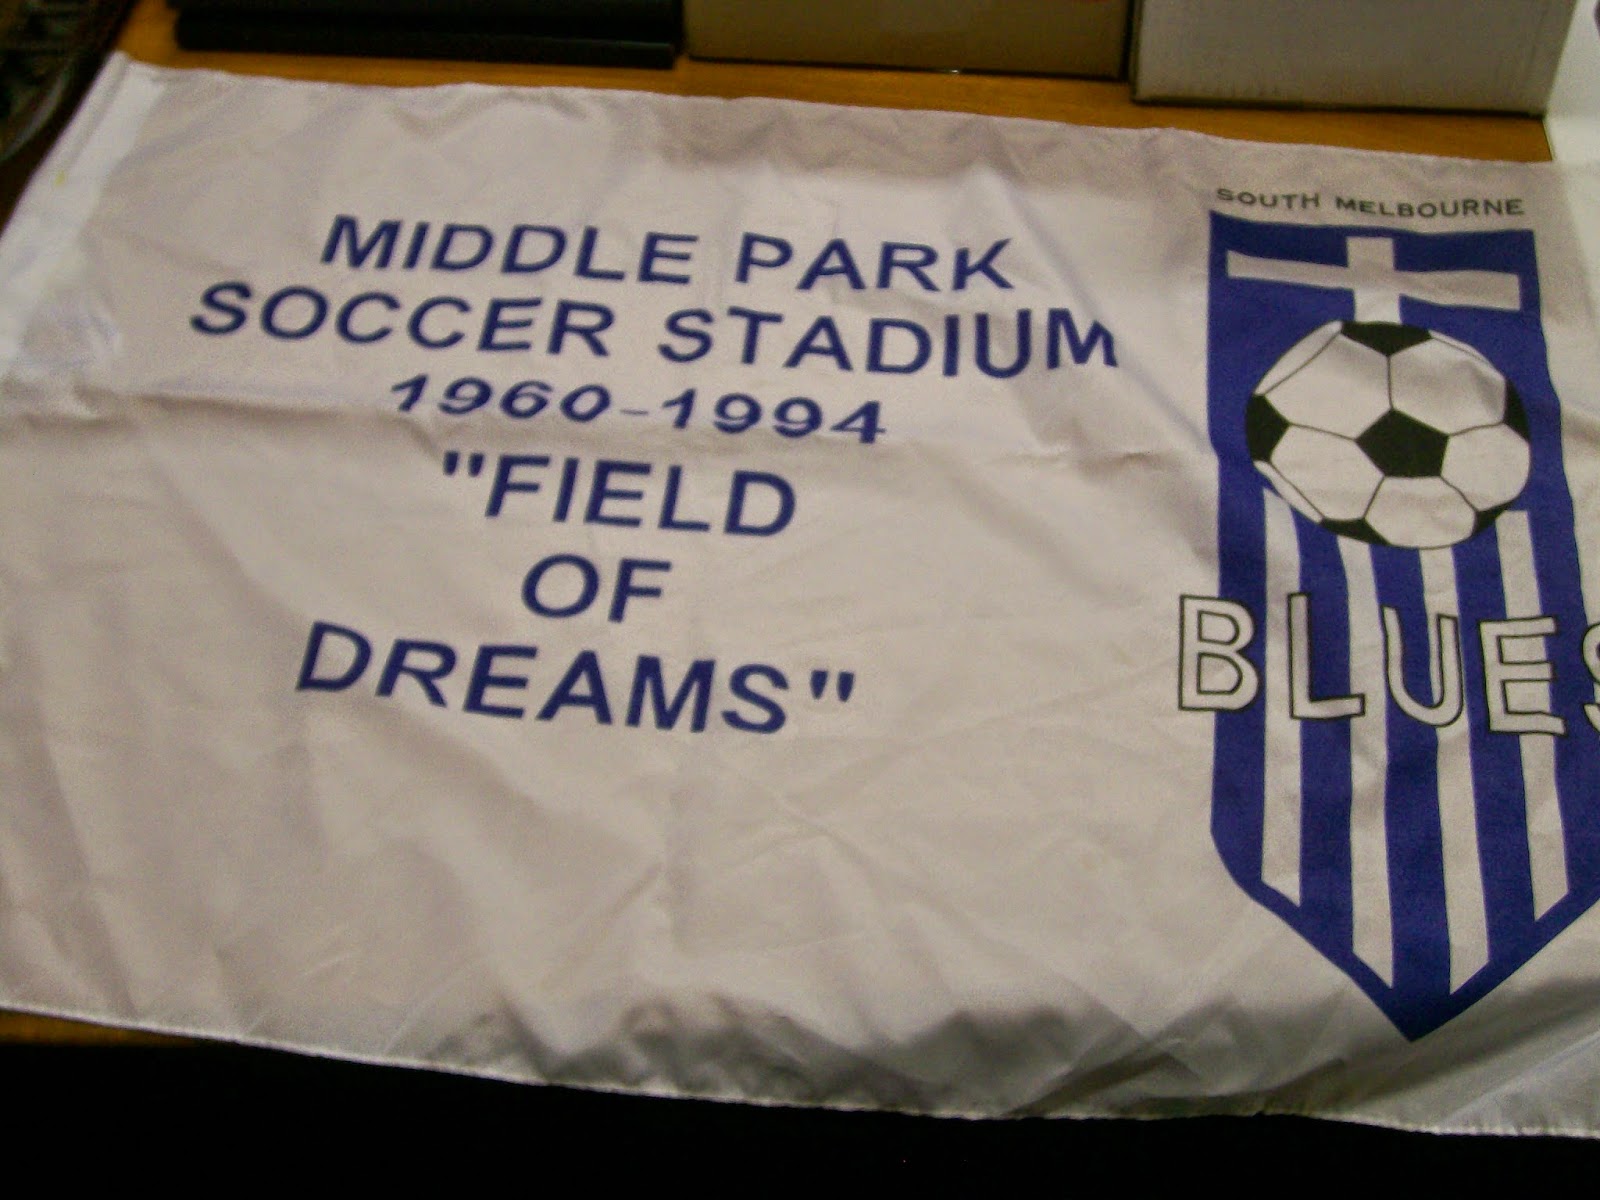 MIDDLE PARK
SOCCER STADIUM
1960-1994
"FIELD
OF
DREAMS"
SOUTH MELBOURNE
BLUES